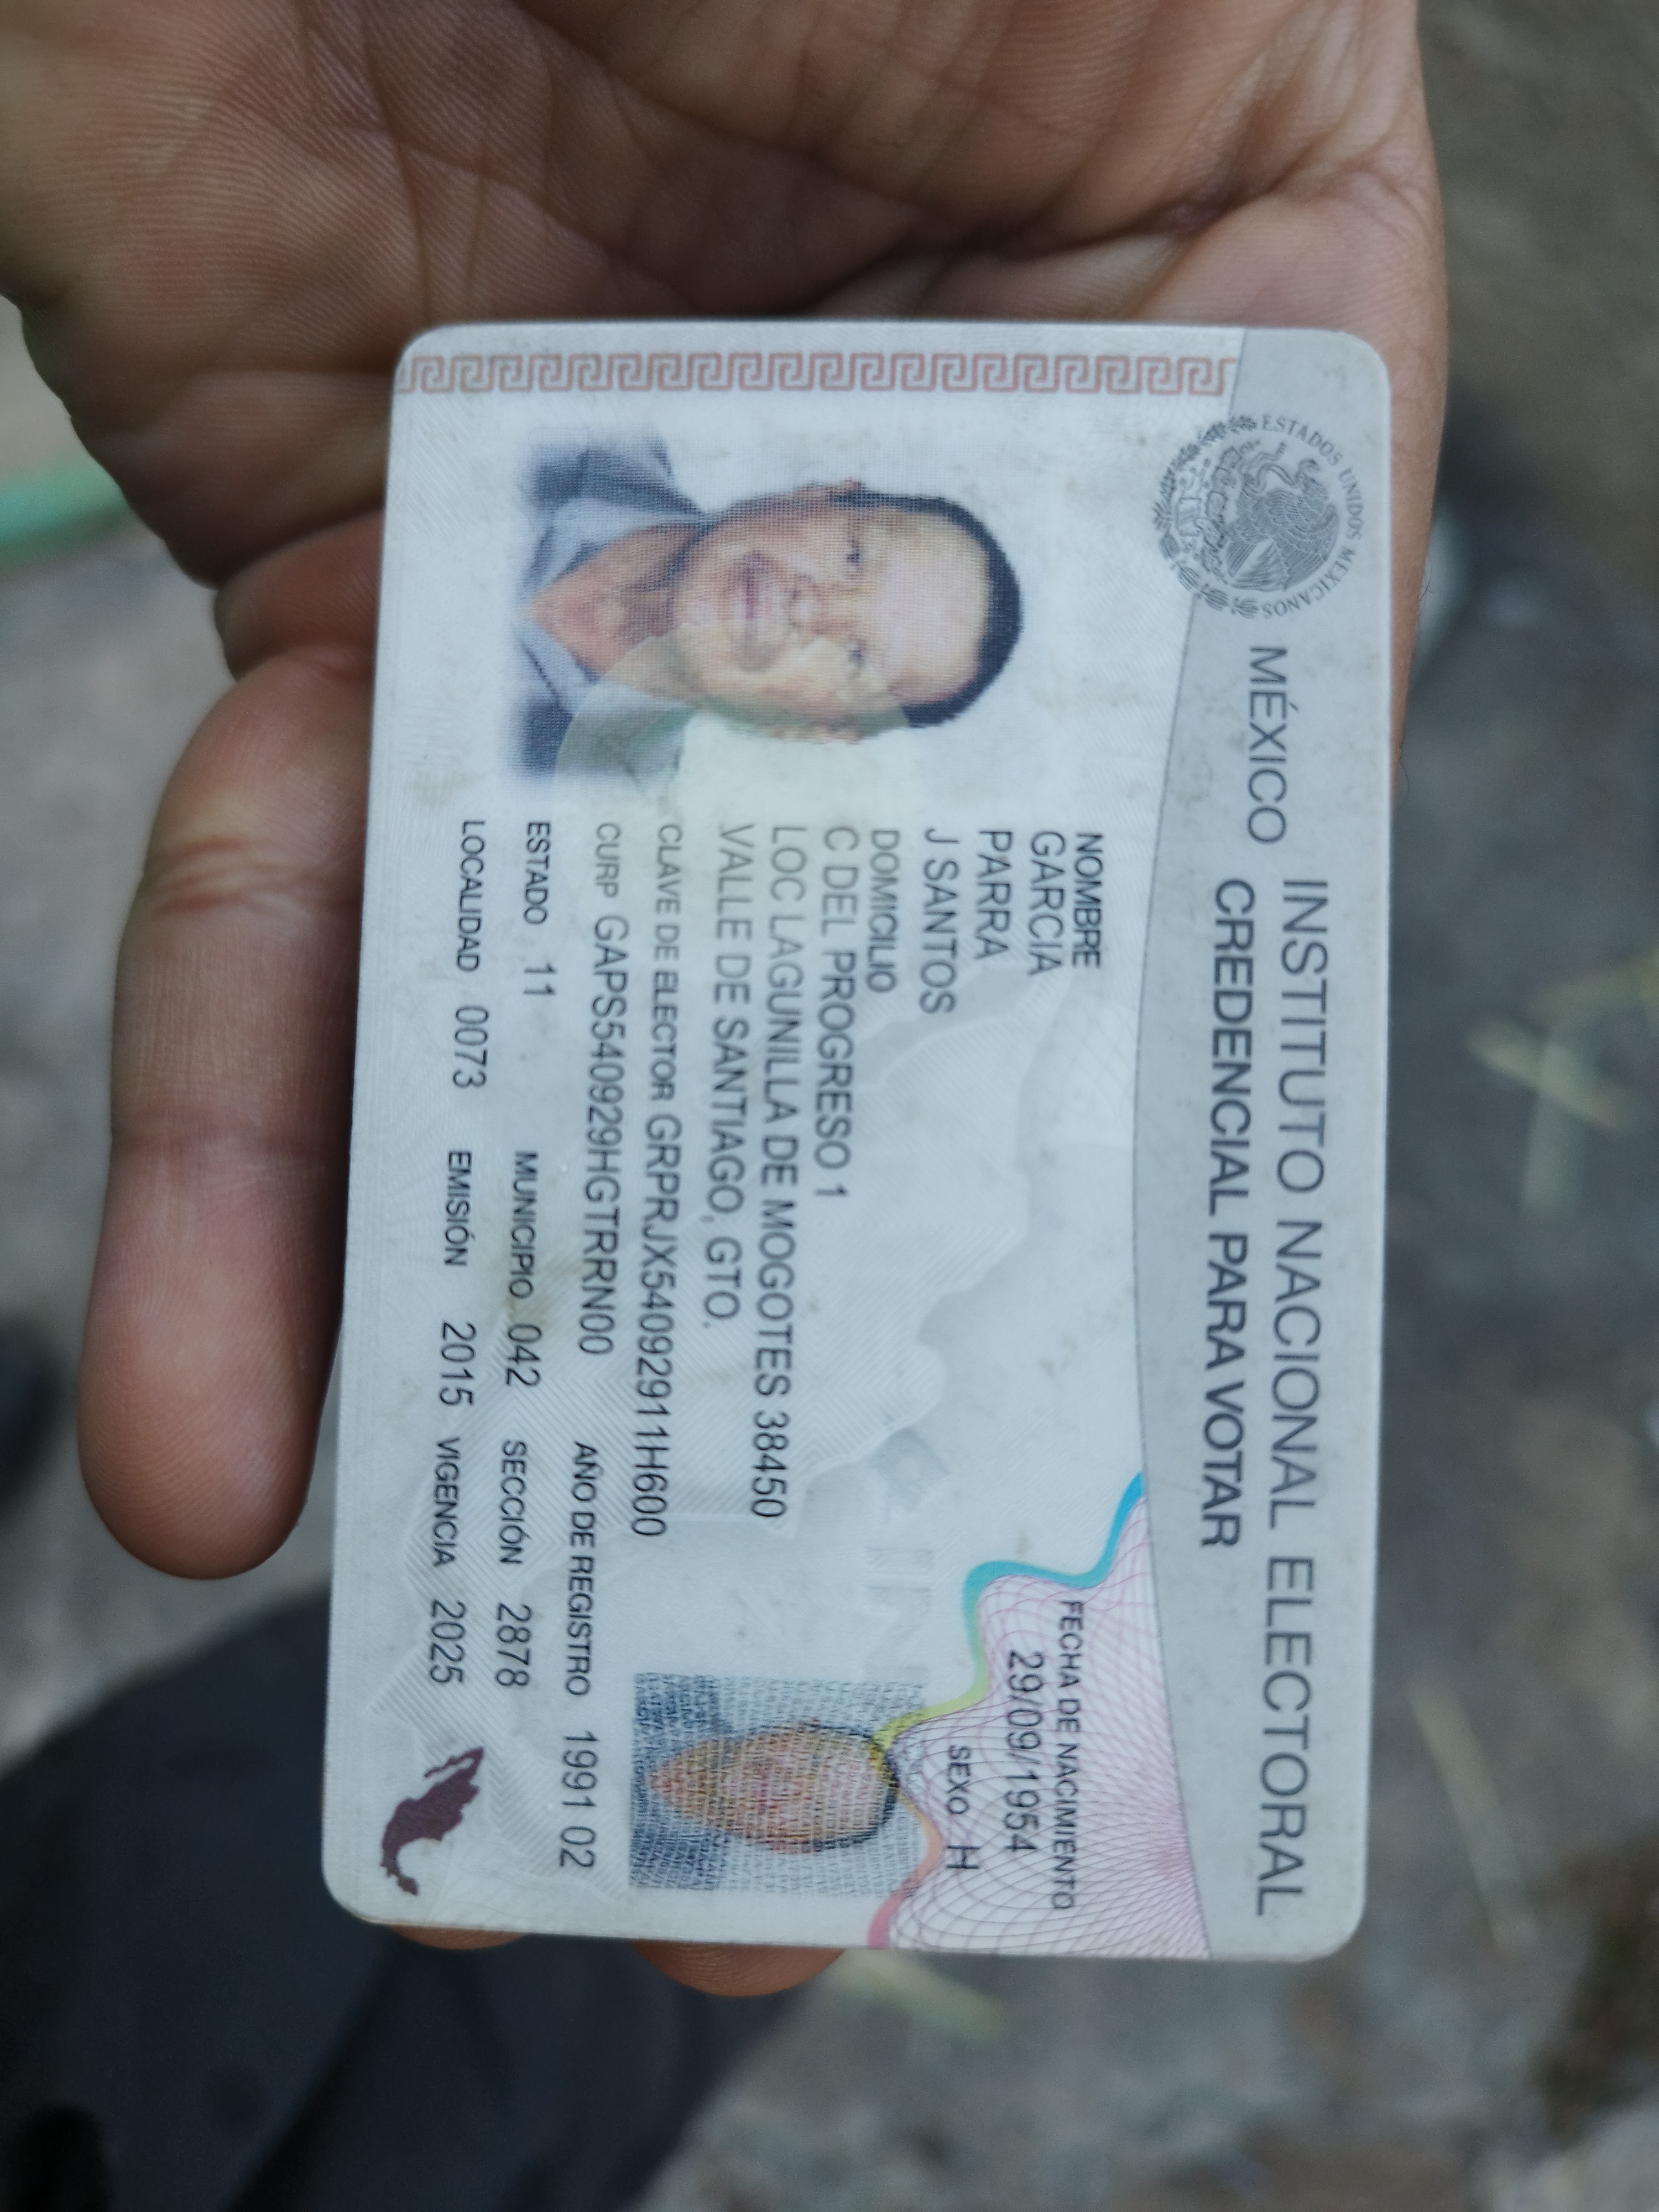 ESTADOS UNIDOS MEXICANOS
MÉXICO INSTITUTO NACIONAL ELECTORAL
CREDENCIAL PARA VOTAR
NOMBRE
GARCIA
PARRA
J SANTOS
FECHA DE NACIMIENTO
29/09/1954
SEXO H
DOMICILIO
C DEL PROGRESO 1
LOC LAGUNILLA DE MOGOTES 38450
VALLE DE SANTIAGO, GTO.
CLAVE DE ELECTOR GRPRJX54092911H600
CURP GAPS540929HGTRRN00 AÑO DE REGISTRO 1991 02
ESTADO 11 MUNICIPIO 042 SECCIÓN 2878
LOCALIDAD 0073 EMISIÓN 2015 VIGENCIA 2025